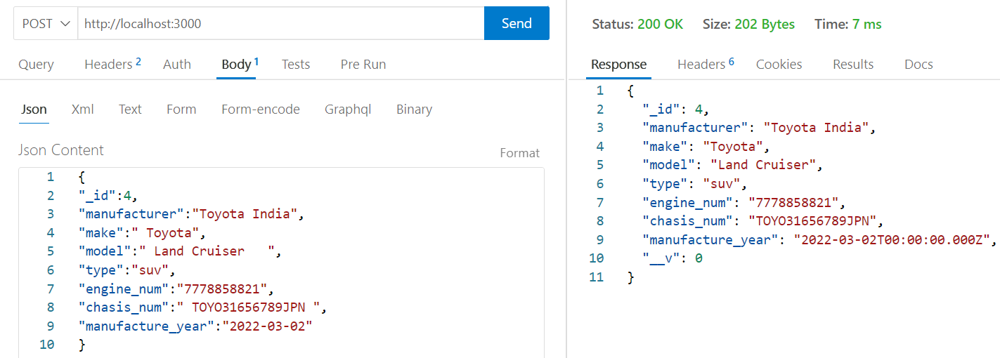 POST http://localhost:3000 Send
Query Headers 2 Auth Body 1 Tests Pre Run
Json Xml Text Form Form-encode Graphql Binary
Json Content Format
1 {
2 "_id":4,
3 "manufacturer":"Toyota India",
4 "make":" Toyota",
5 "model":" Land Cruiser   ",
6 "type":"suv",
7 "engine_num":"7778858821",
8 "chasis_num":" TOYO31656789JPN ",
9 "manufacture_year":"2022-03-02"
10 }
Status: 200 OK Size: 202 Bytes Time: 7 ms
Response Headers 6 Cookies Results Docs
1 {
2 "_id": 4,
3 "manufacturer": "Toyota India",
4 "make": "Toyota",
5 "model": "Land Cruiser",
6 "type": "suv",
7 "engine_num": "7778858821",
8 "chasis_num": "TOYO31656789JPN",
9 "manufacture_year": "2022-03-02T00:00:00.000Z",
10 "__v": 0
11 }